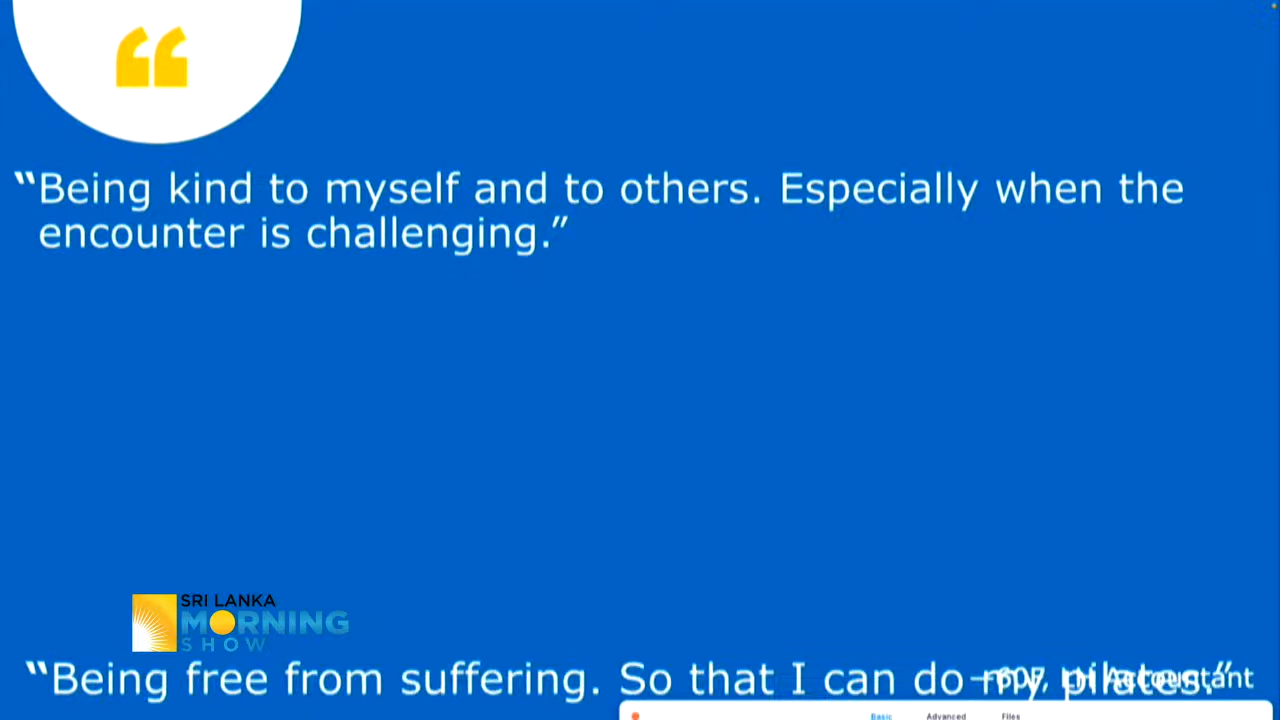 “Being kind to myself and to others. Especially when the
encounter is challenging.”
SRI LANKA
MORNING
SHOW
“Being free from suffering. So that I can do my pilates.”
Accountant
Basic Advanced Files